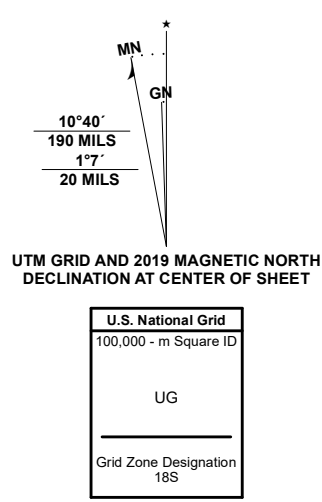 MN
GN
10°40´
190 MILS
1°7´
20 MILS
UTM GRID AND 2019 MAGNETIC NORTH
DECLINATION AT CENTER OF SHEET
U.S. National Grid
100,000 - m Square ID
UG
Grid Zone Designation
18S